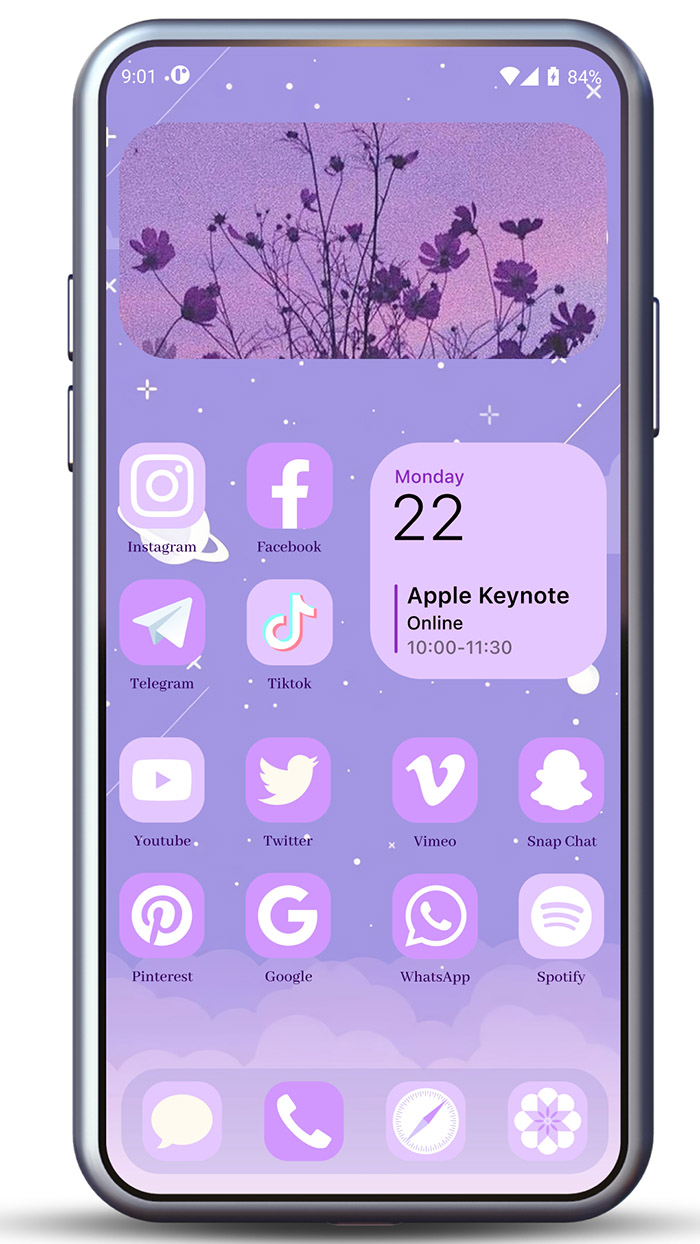 9:01
84%
Monday
22
Apple Keynote
Online
10:00-11:30
Instagram
Facebook
Telegram
Tiktok
Youtube
Twitter
Vimeo
Snap Chat
Pinterest
Google
WhatsApp
Spotify